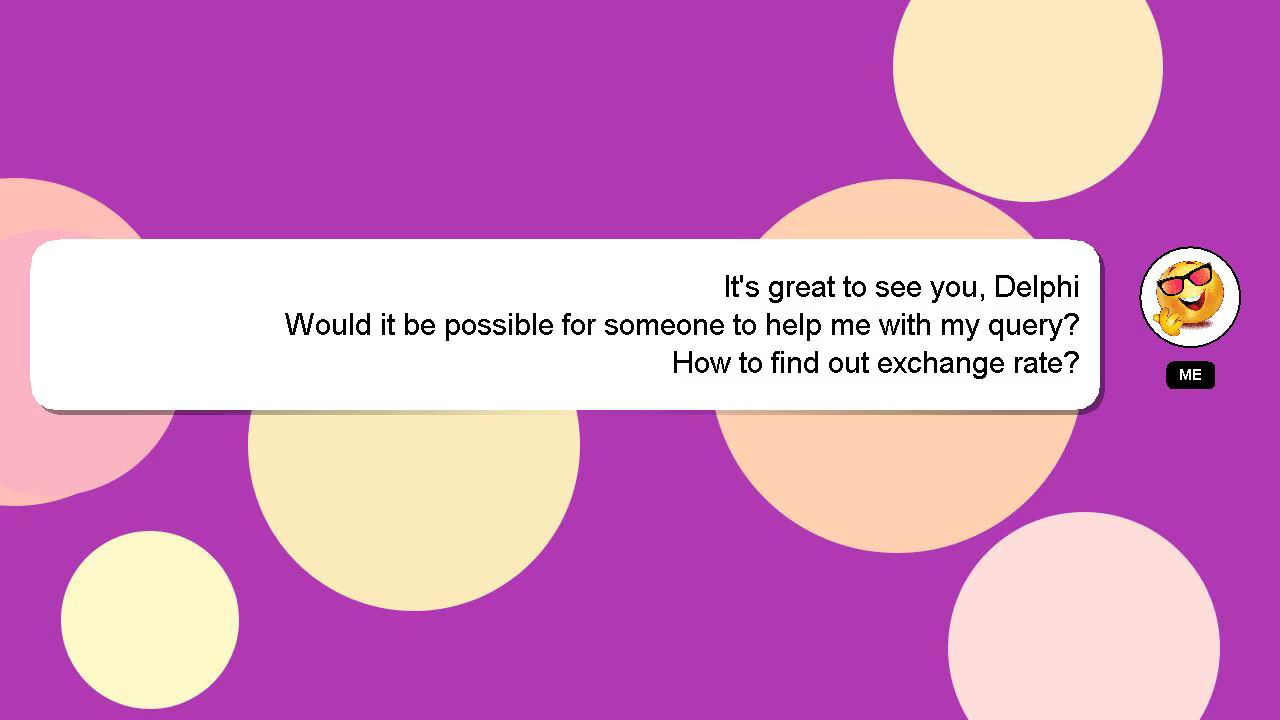 It's great to see you, Delphi
Would it be possible for someone to help me with my query?
How to find out exchange rate?
ME